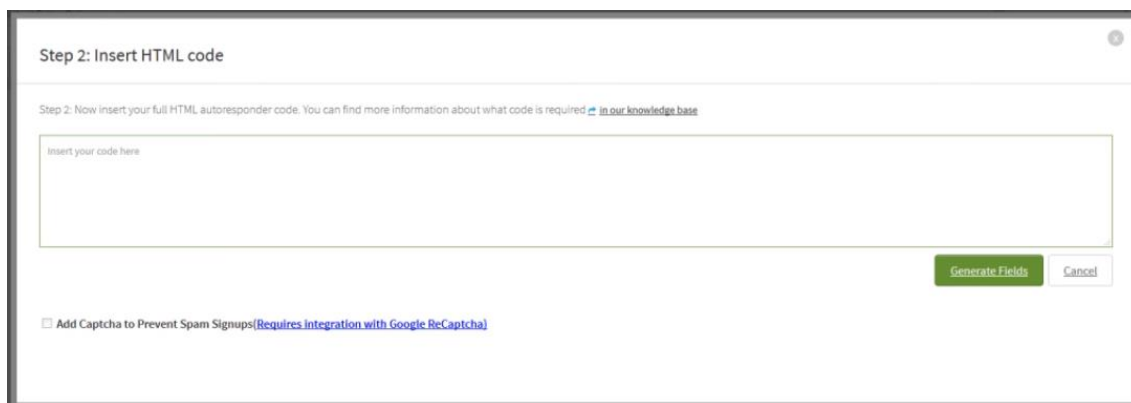 Step 2: Insert HTML code
Step 2: Now insert your full HTML autoresponder code. You can find more information about what code is required in our knowledge base
Insert your code here
Generate Fields Cancel
Add Captcha to Prevent Spam Signups(Requires integration with Google ReCaptcha)